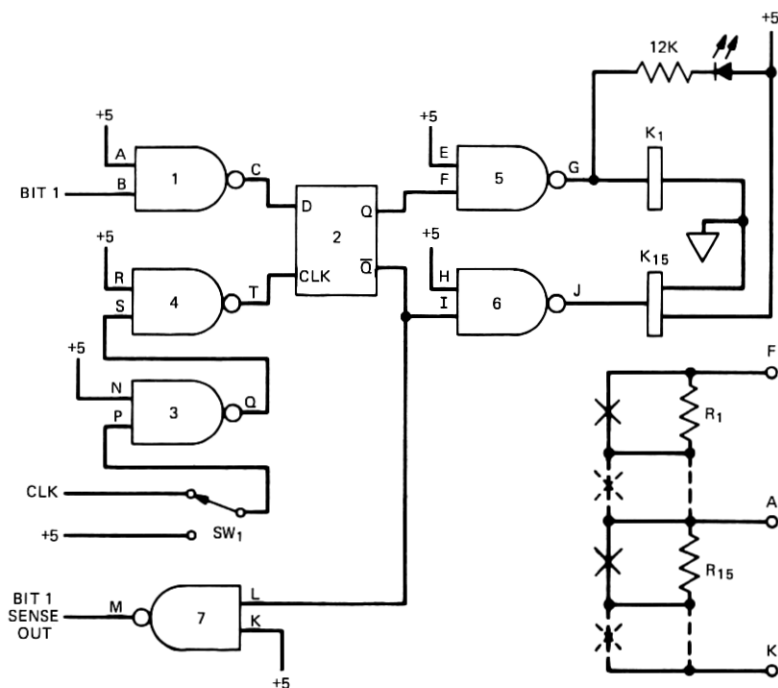 +5
12K
+5
A
B
BIT 1
1
C
+5
E
F
5
G
K1
D
Q
2
Q̅
CLK
+5
R
S
4
T
+5
H
I
6
J
K15
+5
N
P
3
Q
CLK
+5
SW1
F
R1
A
R15
K
BIT 1
SENSE
OUT
M
7
L
K
+5